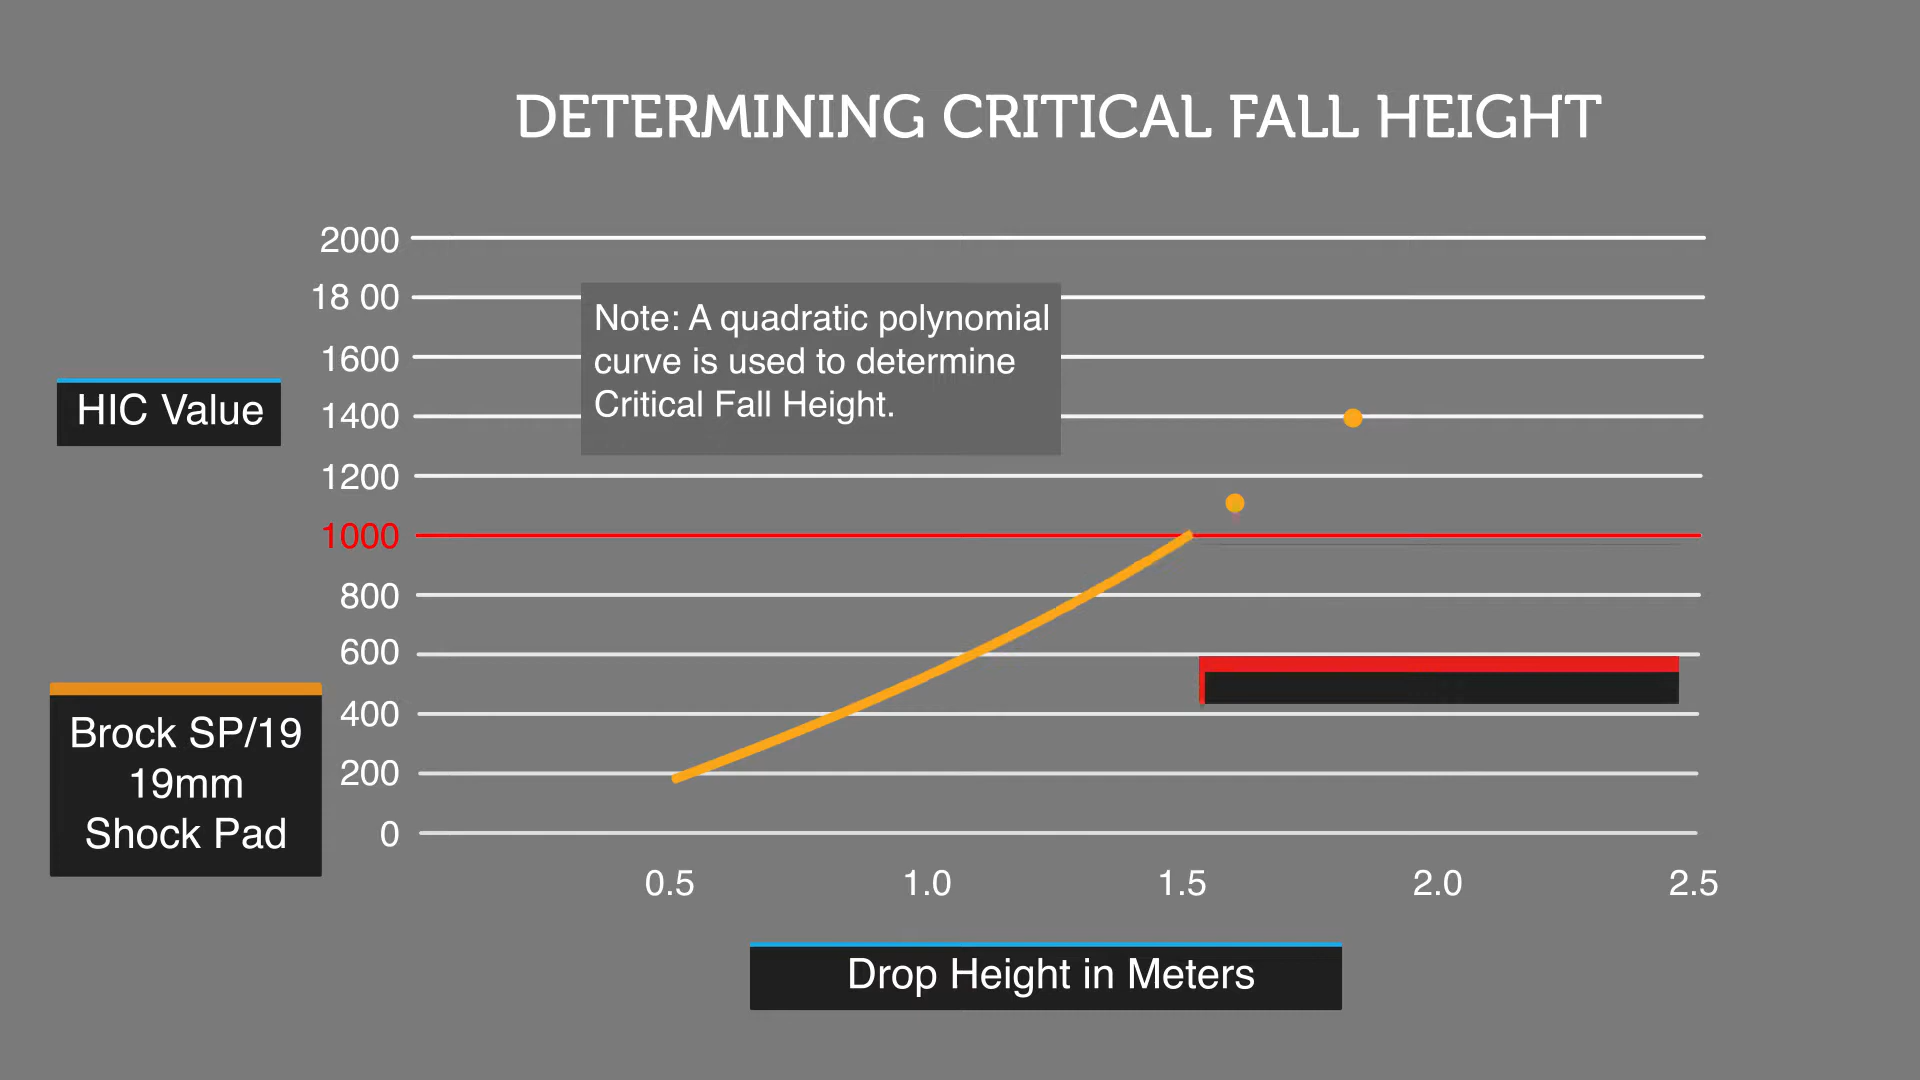 DETERMINING CRITICAL FALL HEIGHT
2000
18 00
1600
1400
1200
1000
800
600
400
200
0
Note: A quadratic polynomial
curve is used to determine
Critical Fall Height.
HIC Value
Brock SP/19
19mm
Shock Pad
0.5 1.0 1.5 2.0 2.5
Drop Height in Meters